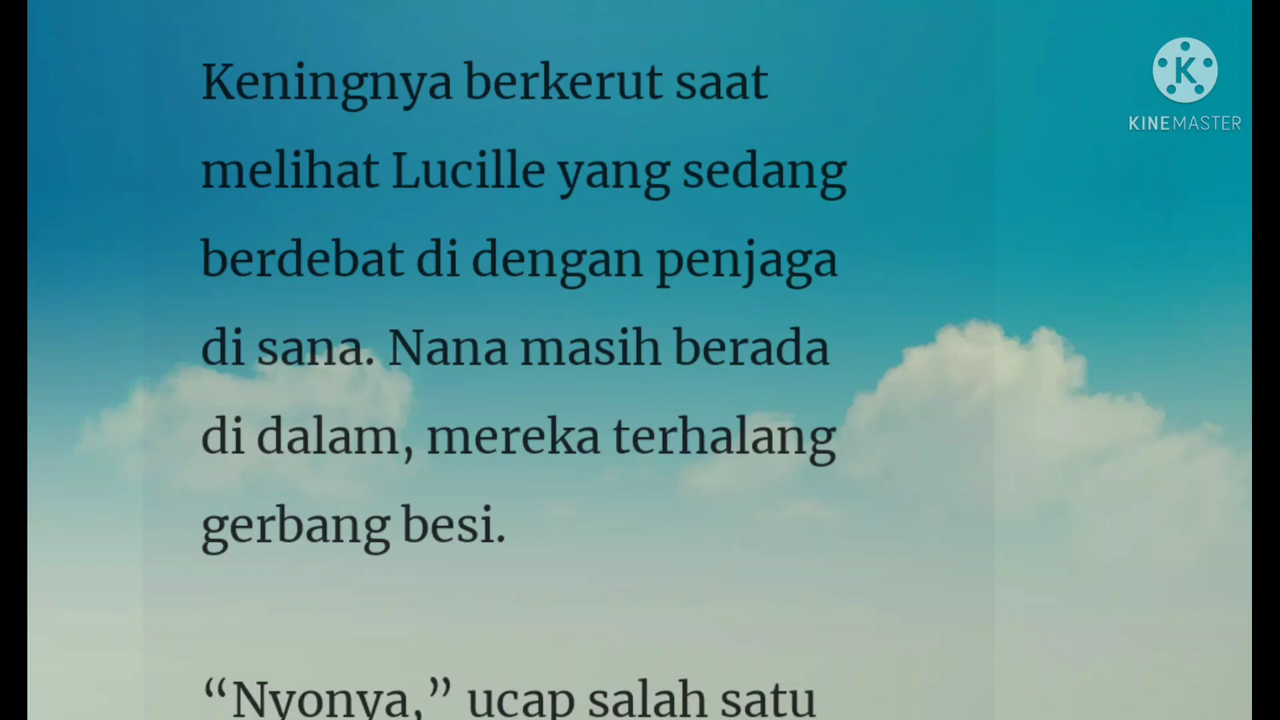 Keningnya berkerut saat
melihat Lucille yang sedang
berdebat di dengan penjaga
di sana. Nana masih berada
di dalam, mereka terhalang
gerbang besi.
“Nyonya,” ucap salah satu
K
KINEMASTER